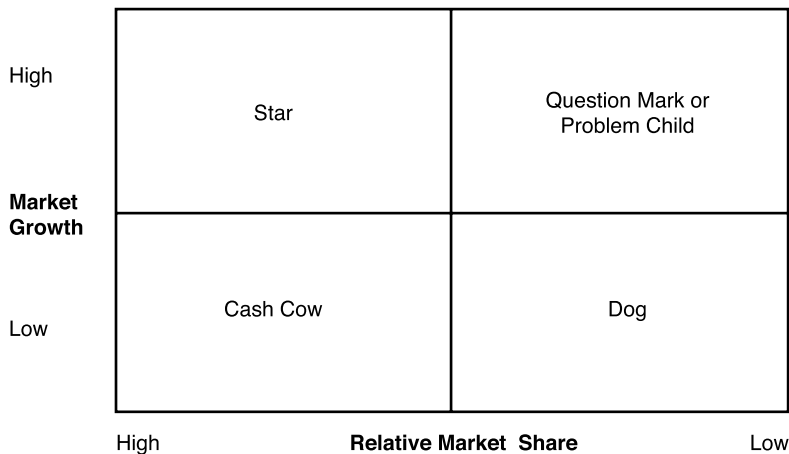 High
Star
Question Mark or
Problem Child
Market
Growth
Cash Cow
Dog
Low
High
Relative Market Share
Low